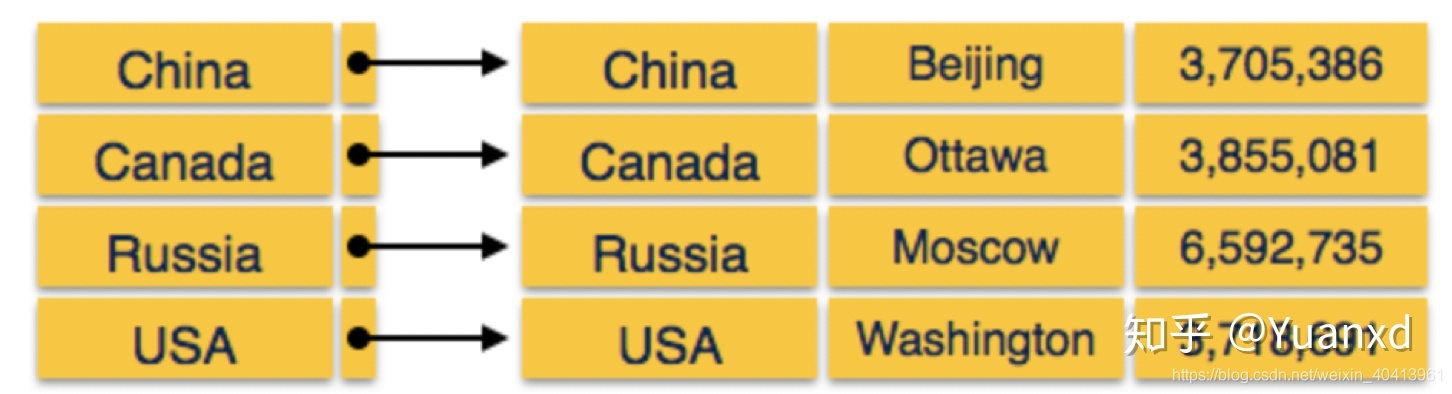 China China Beijing 3,705,386
Canada Canada Ottawa 3,855,081
Russia Russia Moscow 6,592,735
USA USA Washington
知乎 @Yuanxd
https://blog.csdn.net/weixin_40413961